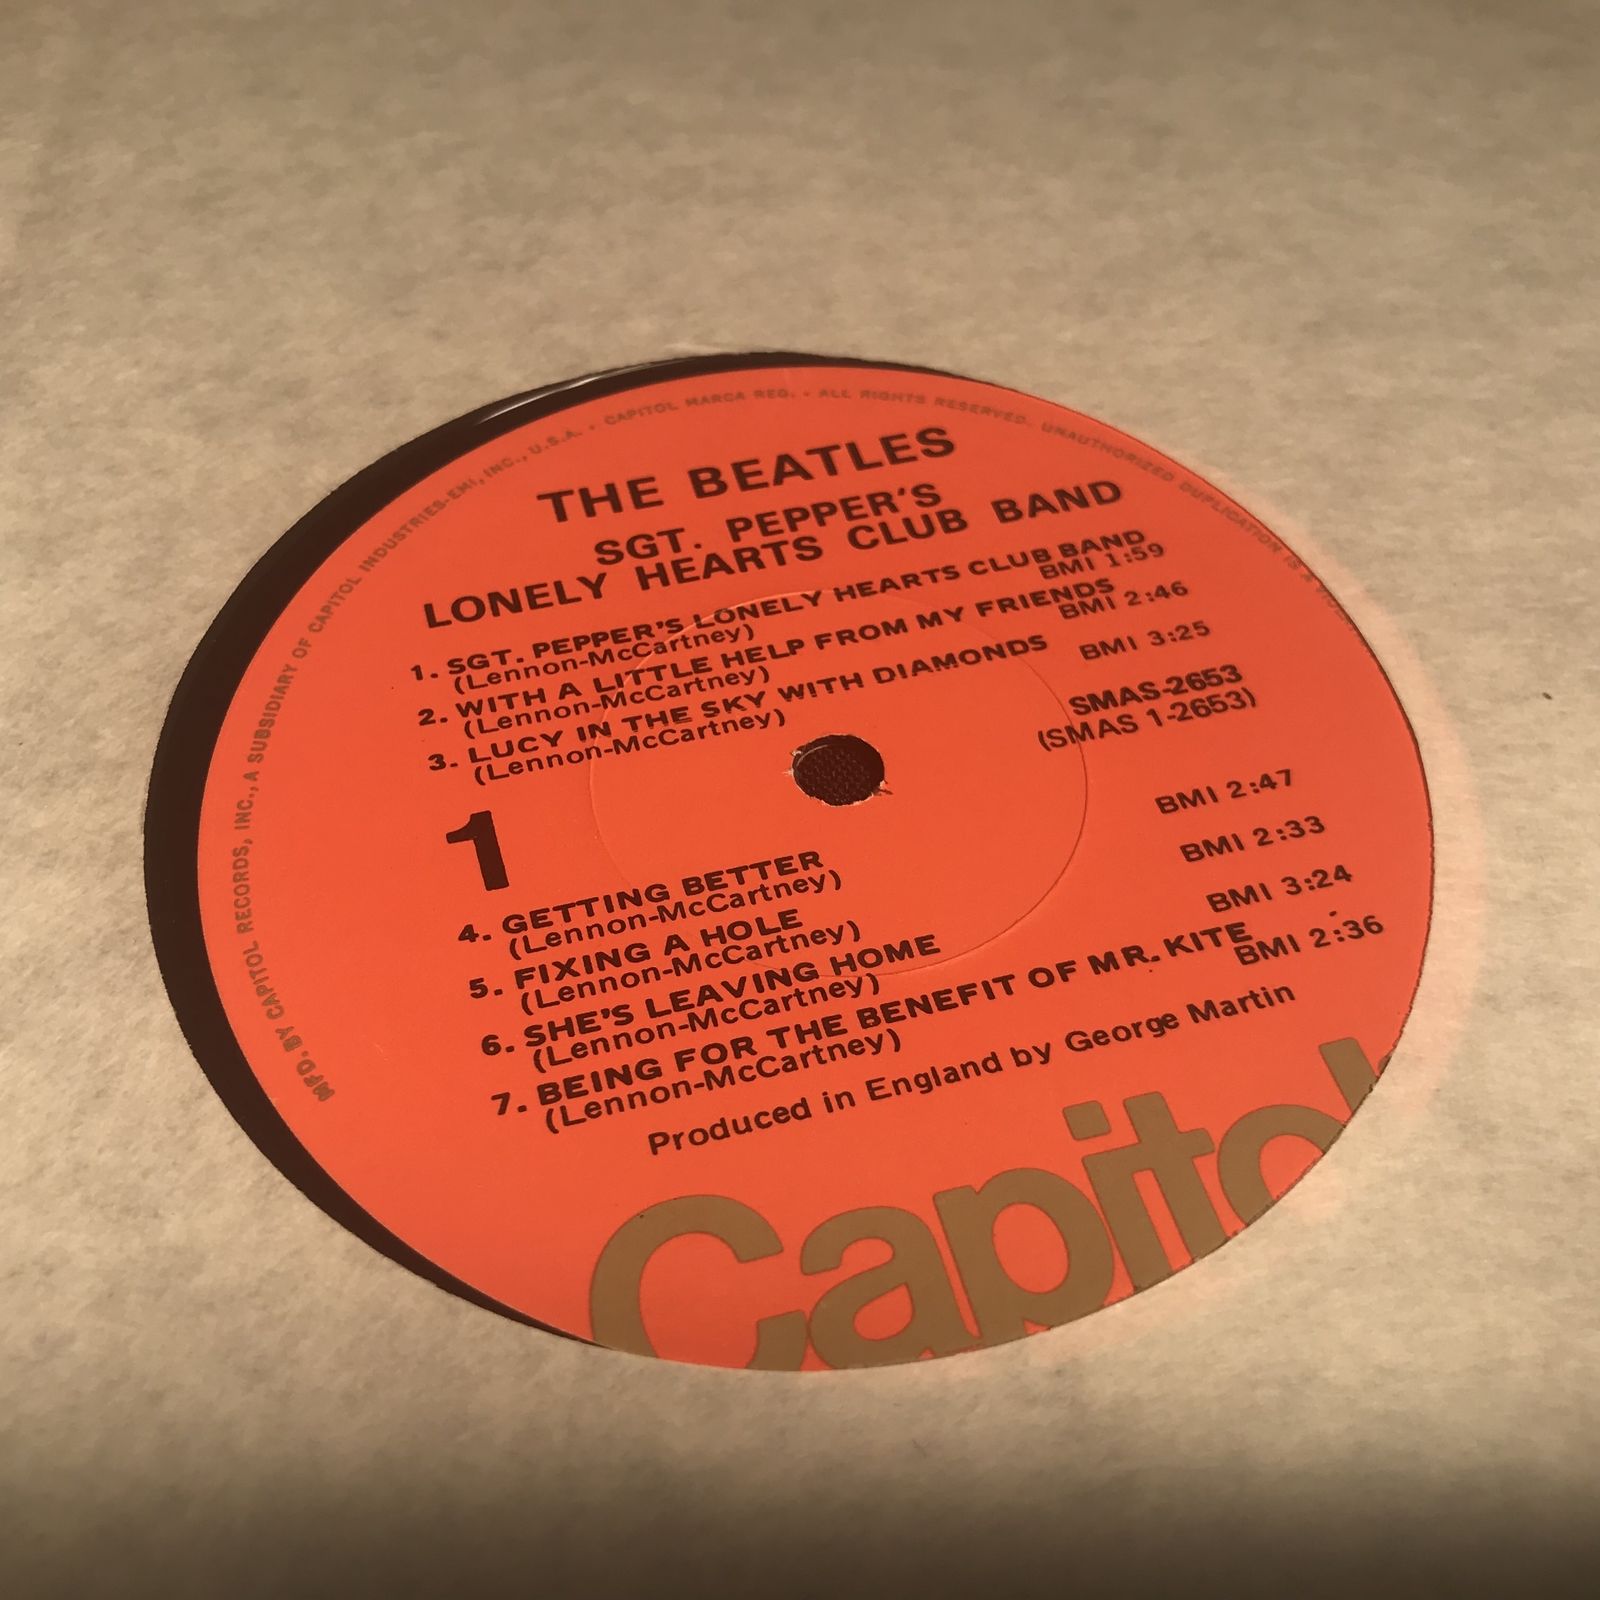 MFD. BY CAPITOL RECORDS, INC., A SUBSIDIARY OF CAPITOL INDUSTRIES-EMI, INC., U.S.A. • CAPITOL MARCA REG. • ALL RIGHTS RESERVED. UNAUTHORIZED DUPLICATION IS A
THE BEATLES
SGT. PEPPER'S
LONELY HEARTS CLUB BAND
1. SGT. PEPPER'S LONELY HEARTS CLUB BAND
(Lennon-McCartney) BMI 1:59
2. WITH A LITTLE HELP FROM MY FRIENDS
(Lennon-McCartney) BMI 2:46
3. LUCY IN THE SKY WITH DIAMONDS
(Lennon-McCartney) BMI 3:25
SMAS-2653
(SMAS 1-2653)
1
4. GETTING BETTER
(Lennon-McCartney) BMI 2:47
5. FIXING A HOLE
(Lennon-McCartney) BMI 2:33
6. SHE'S LEAVING HOME
(Lennon-McCartney) BMI 3:24
7. BEING FOR THE BENEFIT OF MR. KITE
(Lennon-McCartney) BMI 2:36
Produced in England by George Martin
Capitol